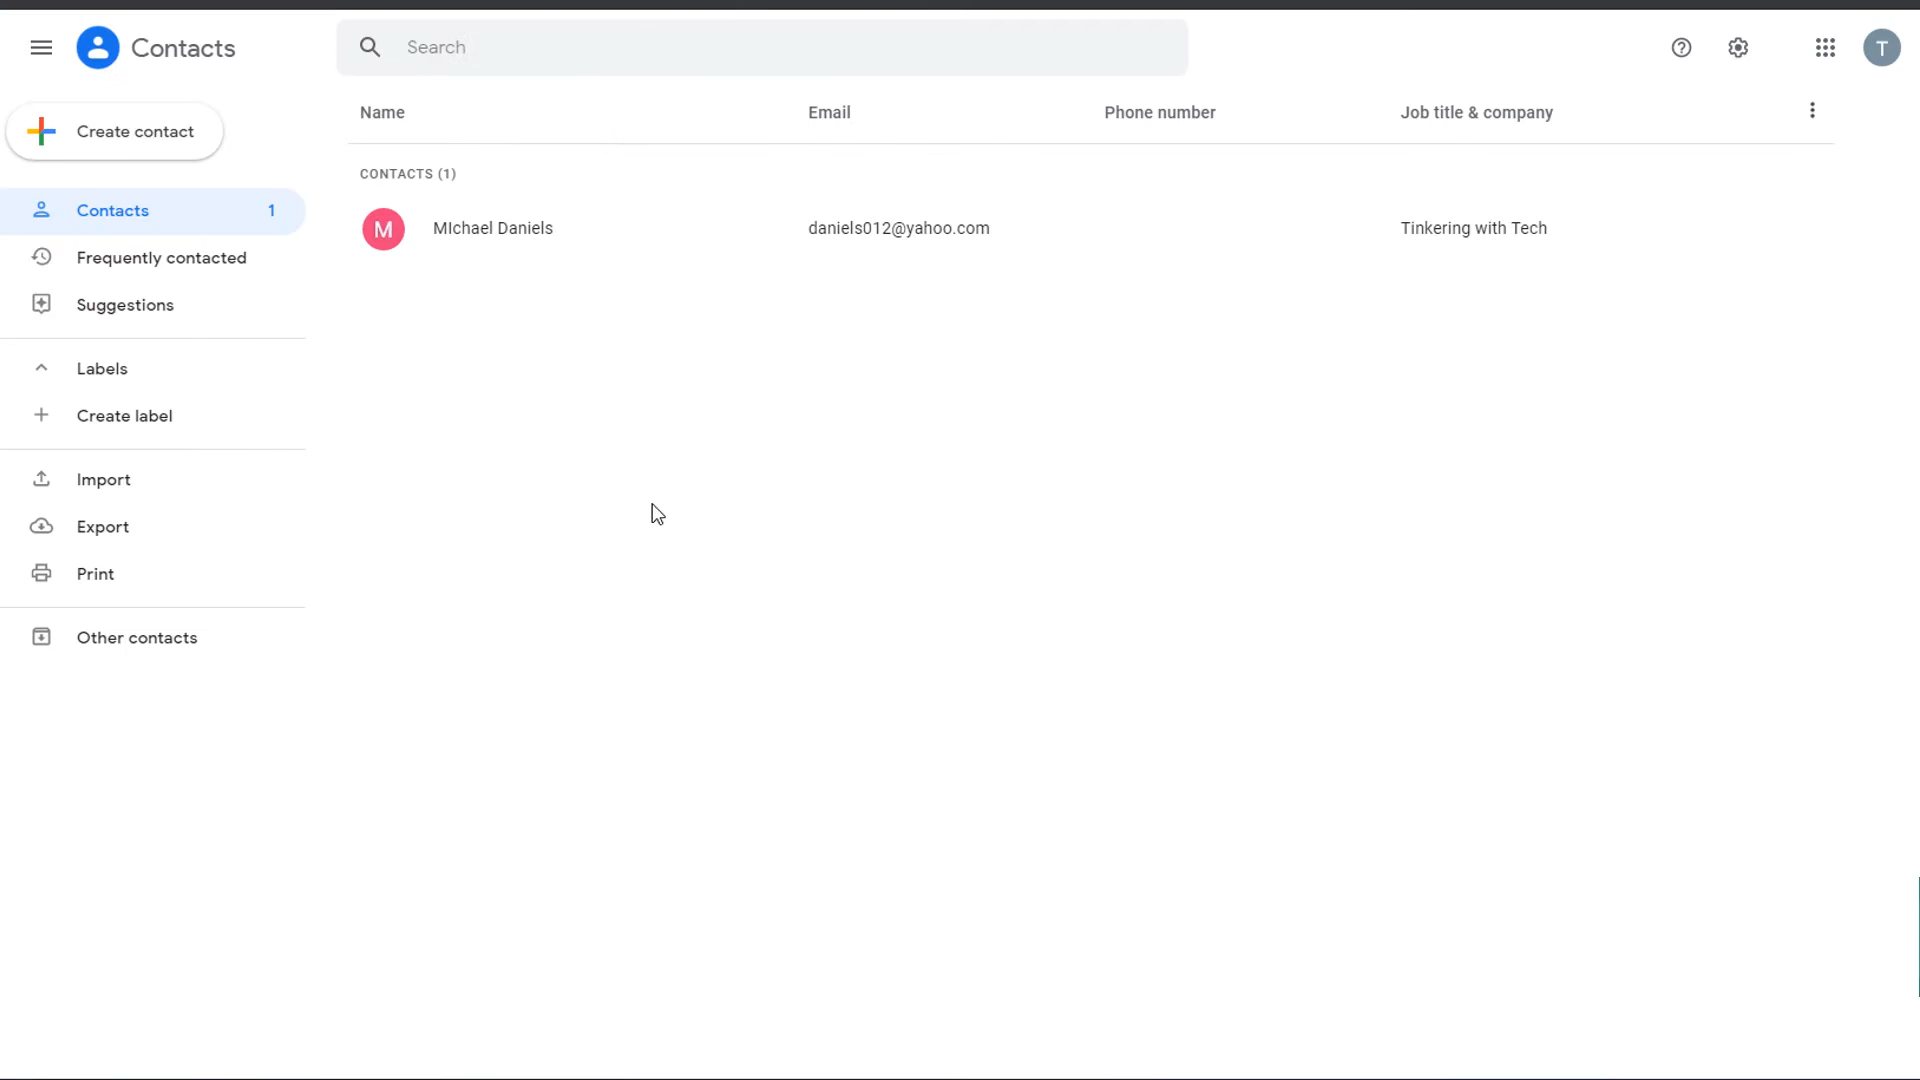 Contacts
Search
T
Create contact
Name Email Phone number Job title & company
CONTACTS (1)
M MIchael Daniels daniels012@yahoo.com Tinkering with Tech
Contacts 1
Frequently contacted
Suggestions
Labels
Create label
Import
Export
Print
Other contacts